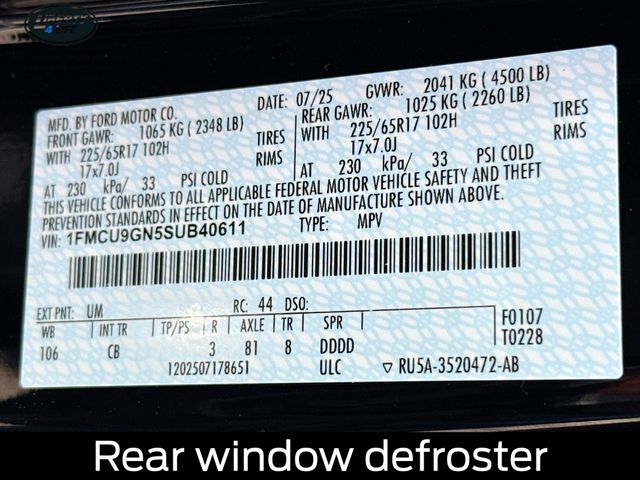 LIBERTY
4 LIFE
MFD. BY FORD MOTOR CO.
DATE: 07/25 GVWR: 2041 KG ( 4500 LB)
FRONT GAWR: 1065 KG ( 2348 LB) REAR GAWR: 1025 KG ( 2260 LB)
WITH 225/65R17 102H TIRES WITH 225/65R17 102H TIRES
17x7.0J RIMS 17x7.0J RIMS
AT 230 kPa/ 33 PSI COLD AT 230 kPa/ 33 PSI COLD
THIS VEHICLE CONFORMS TO ALL APPLICABLE FEDERAL MOTOR VEHICLE SAFETY AND THEFT
PREVENTION STANDARDS IN EFFECT ON THE DATE OF MANUFACTURE SHOWN ABOVE.
VIN: 1FMCU9GN5SUB40611 TYPE: MPV
EXT PNT: UM RC: 44 DSO:
WB INT TR TP/PS R AXLE TR SPR F0107
106 CB 3 81 8 DDDD T0228
1202507178651 ULC ▽ RU5A-3520472-AB
Rear window defroster